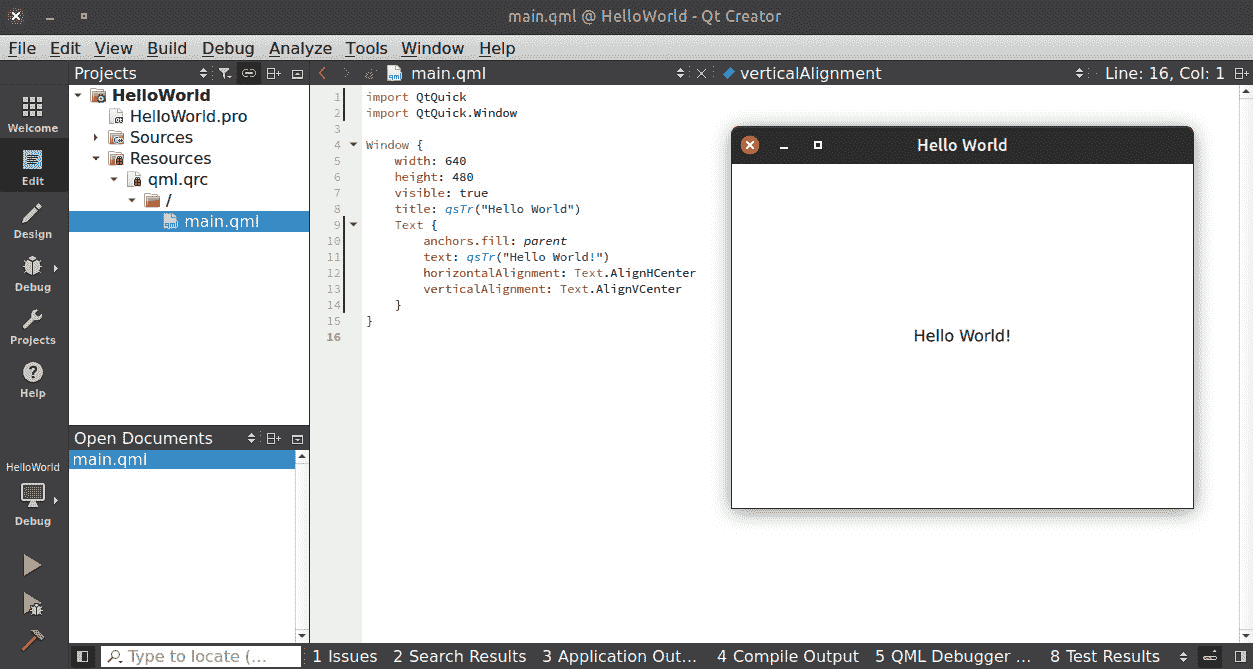 main.qml @ HelloWorld - Qt Creator
File Edit View Build Debug Analyze Tools Window Help
Projects
main.qml
verticalAlignment
Line: 16, Col: 1
Welcome
Edit
Design
Debug
Projects
Help
HelloWorld
Debug
HelloWorld
HelloWorld.pro
Sources
Resources
qml.qrc
/
main.qml
Open Documents
main.qml
1 import QtQuick
2 import QtQuick.Window
3
4 Window {
5 width: 640
6 height: 480
7 visible: true
8 title: qsTr("Hello World")
9 Text {
10 anchors.fill: parent
11 text: qsTr("Hello World!")
12 horizontalAlignment: Text.AlignHCenter
13 verticalAlignment: Text.AlignVCenter
14 }
15 }
16
Hello World
Hello World!
Type to locate (...
1 Issues 2 Search Results 3 Application Out... 4 Compile Output 5 QML Debugger ... 8 Test Results